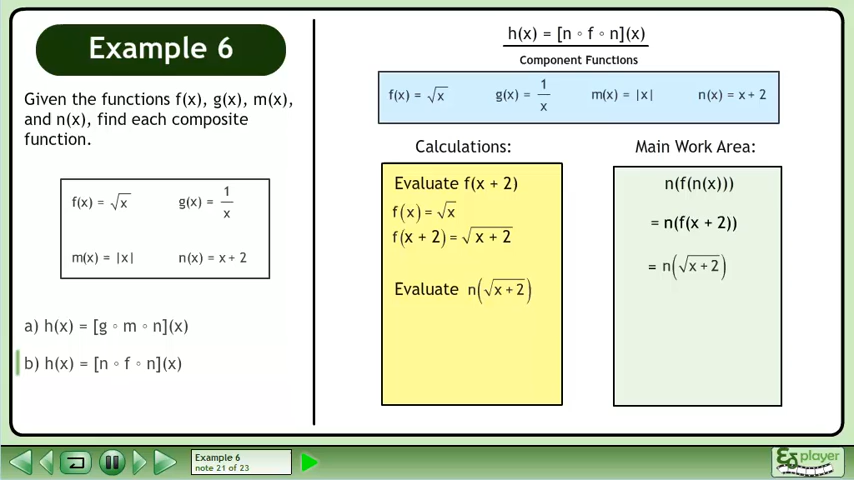 Example 6
Given the functions f(x), g(x), m(x),
and n(x), find each composite
function.
f(x) = √x g(x) = 1/x
m(x) = |x| n(x) = x + 2
a) h(x) = [g ∘ m ∘ n](x)
b) h(x) = [n ∘ f ∘ n](x)
h(x) = [n ∘ f ∘ n](x)
Component Functions
f(x) = √x g(x) = 1/x m(x) = |x| n(x) = x + 2
Calculations:
Evaluate f(x + 2)
f(x) = √x
f(x + 2) = √(x + 2)
Evaluate n(√(x + 2))
Main Work Area:
n(f(n(x)))
= n(f(x + 2))
= n(√(x + 2))
Example 6
note 21 of 23
player